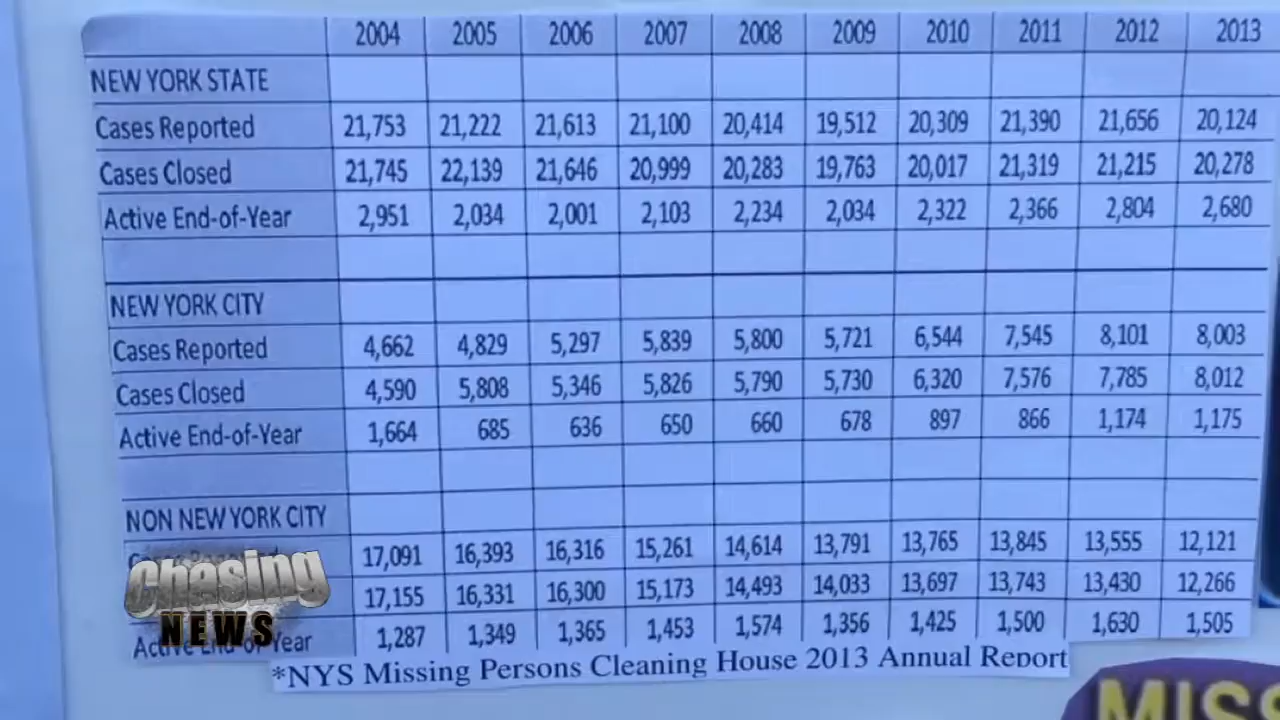 2004 2005 2006 2007 2008 2009 2010 2011 2012 2013
NEW YORK STATE
Cases Reported 21,753 21,222 21,613 21,100 20,414 19,512 20,309 21,390 21,656 20,124
Cases Closed 21,745 22,139 21,646 20,999 20,283 19,763 20,017 21,319 21,215 20,278
Active End-of-Year 2,951 2,034 2,001 2,103 2,234 2,034 2,322 2,366 2,804 2,680
NEW YORK CITY
Cases Reported 4,662 4,829 5,297 5,839 5,800 5,721 6,544 7,545 8,101 8,003
Cases Closed 4,590 5,808 5,346 5,826 5,790 5,730 6,320 7,576 7,785 8,012
Active End-of-Year 1,664 685 636 650 660 678 897 866 1,174 1,175
NON NEW YORK CITY
17,091 16,393 16,316 15,261 14,614 13,791 13,765 13,845 13,555 12,121
Chasing
17,155 16,331 16,300 15,173 14,493 14,033 13,697 13,743 13,430 12,266
NEWS
Active End-of-Year 1,287 1,349 1,365 1,453 1,574 1,356 1,425 1,500 1,630 1,505
*NYS Missing Persons Cleaning House 2013 Annual Report
MISS